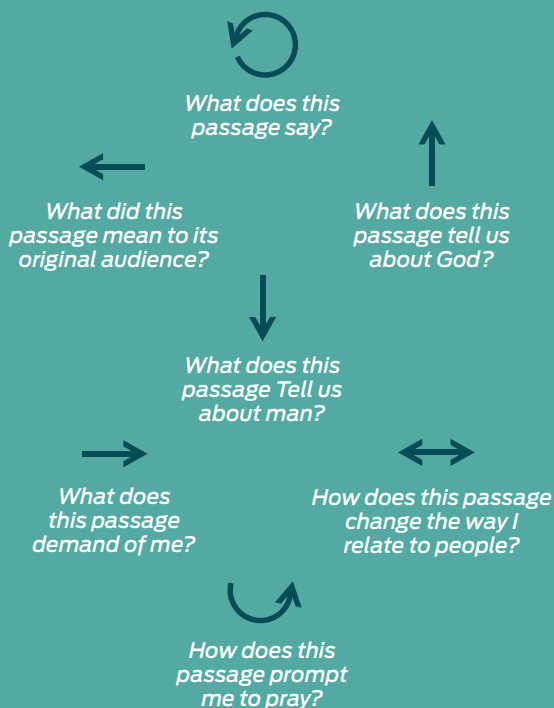 What does this
passage say?
What did this
passage mean to its
original audience?
What does this
passage tell us
about God?
What does this
passage Tell us
about man?
What does
this passage
demand of me?
How does this passage
change the way I
relate to people?
How does this
passage prompt
me to pray?